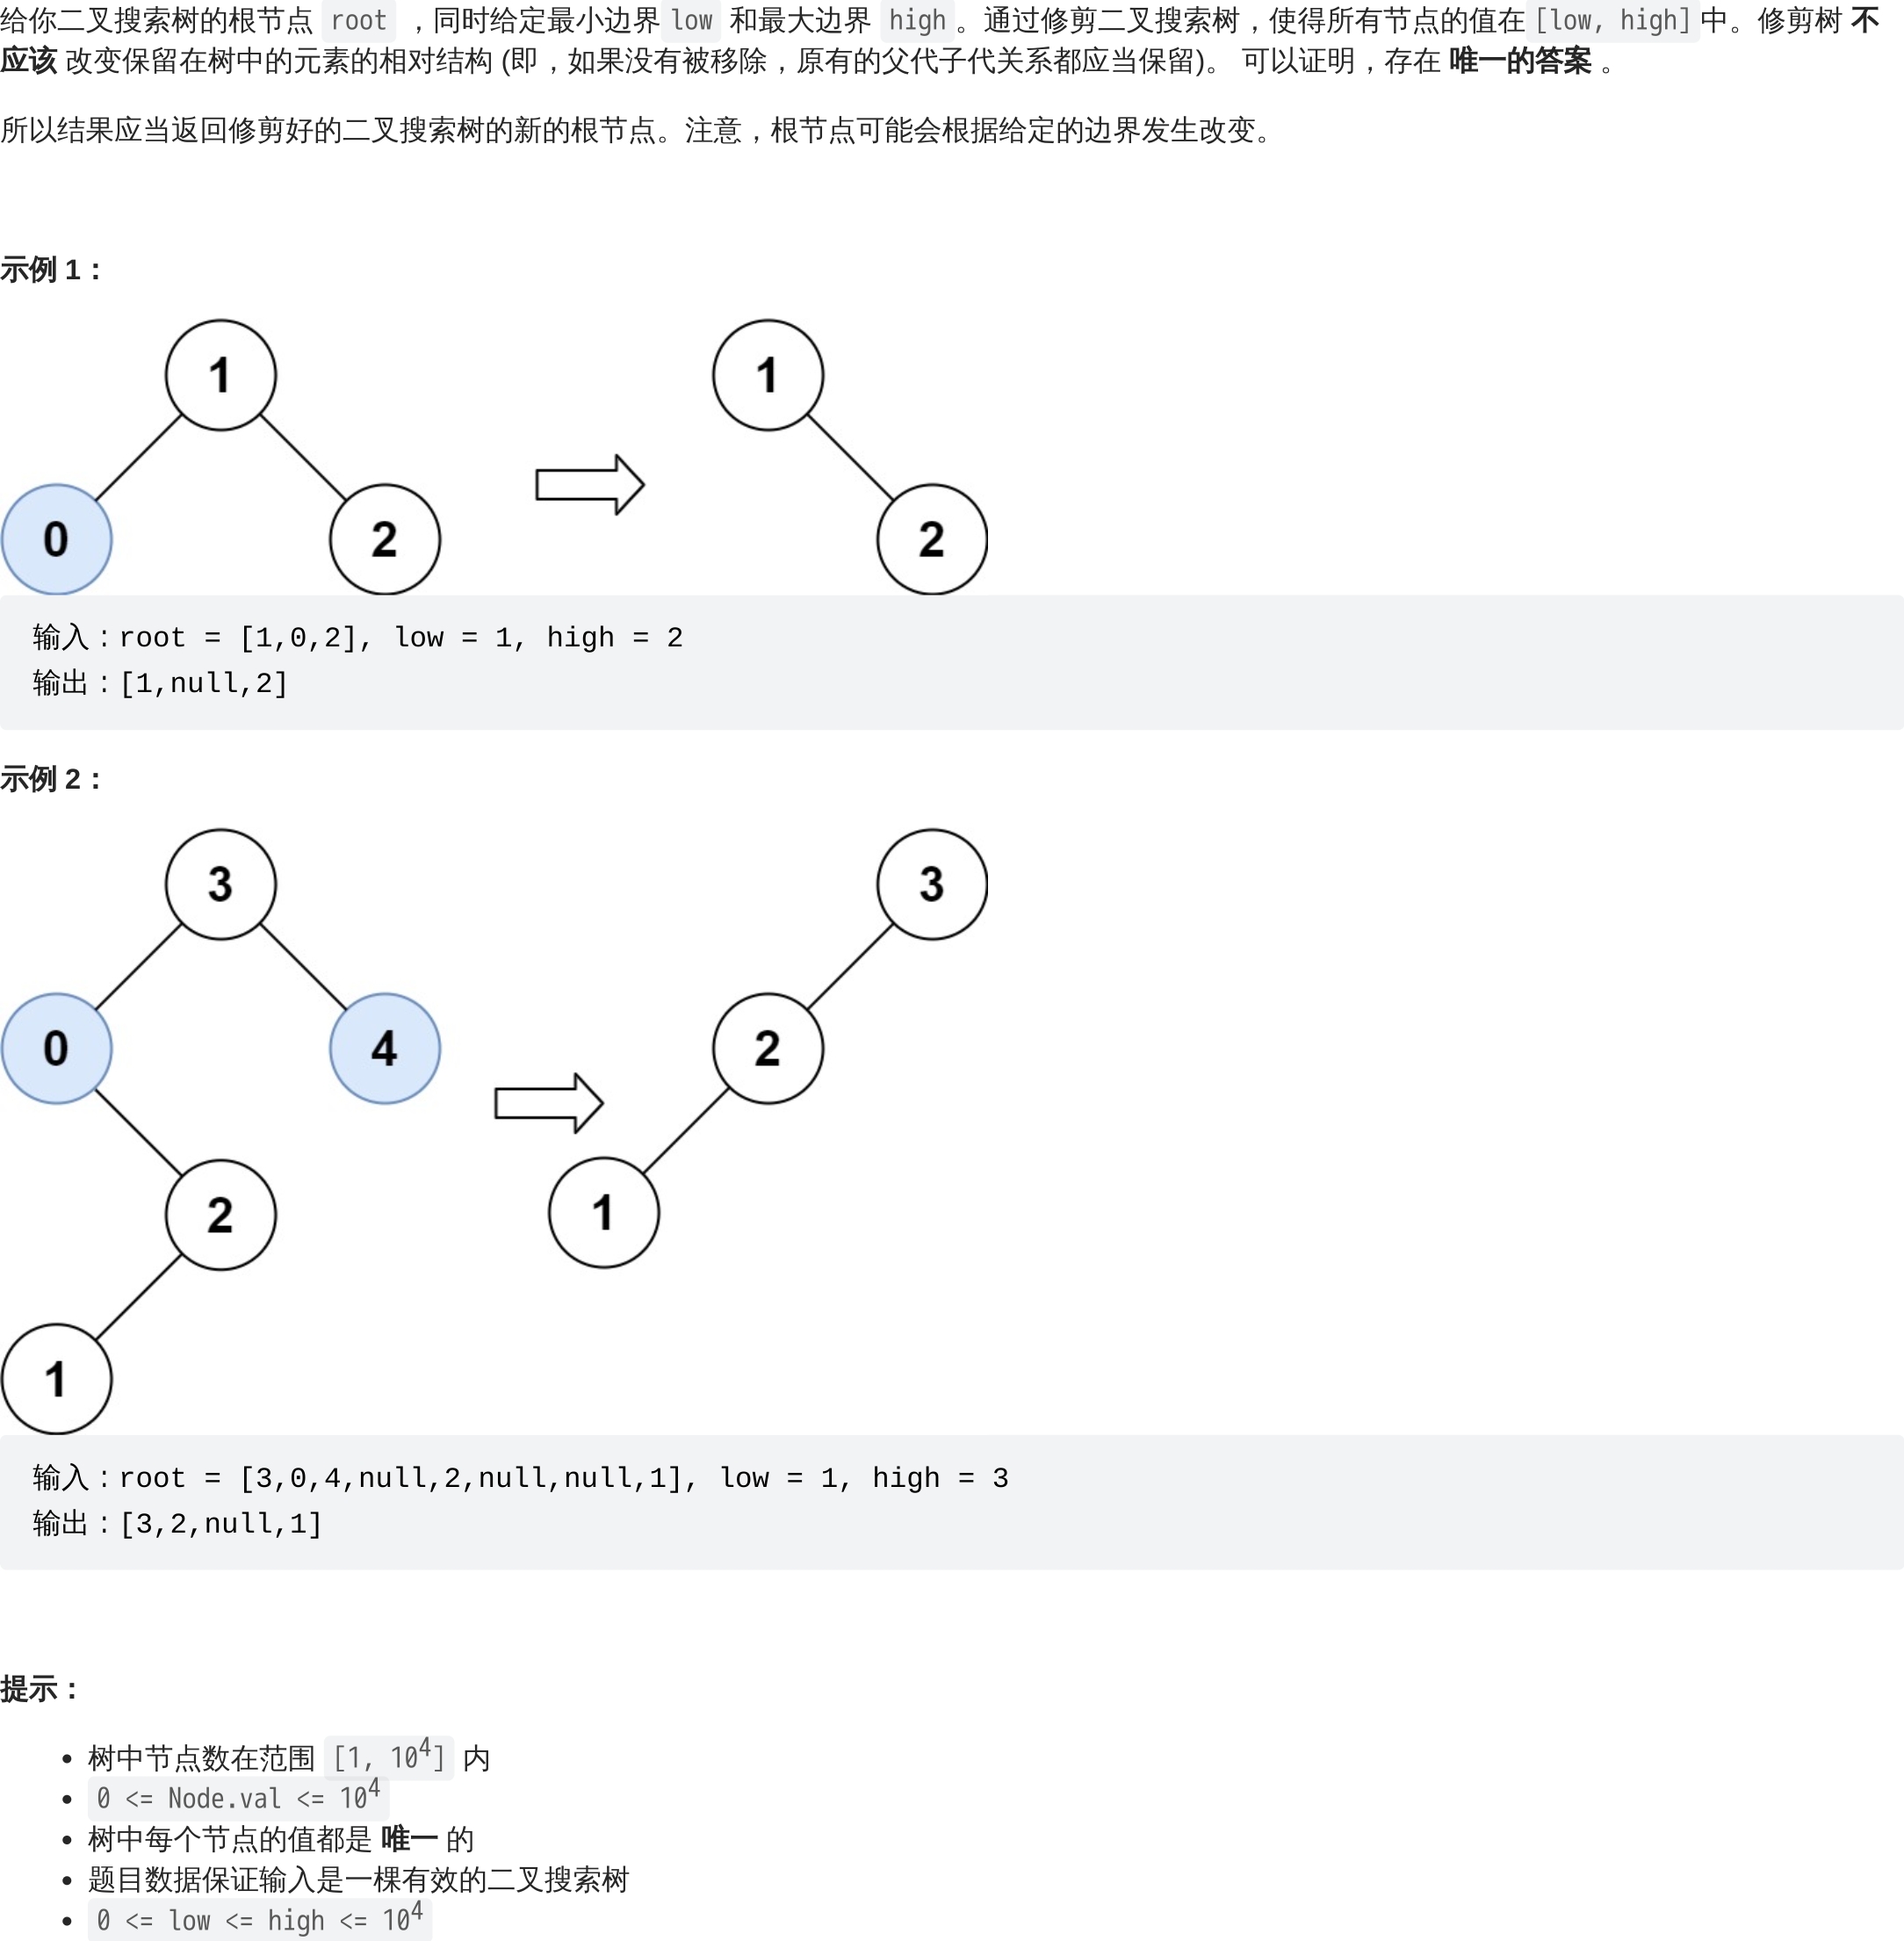 给你二叉搜索树的根节点 root ，同时给定最小边界low 和最大边界 high。通过修剪二叉搜索树，使得所有节点的值在[low, high]中。修剪树 不
应该 改变保留在树中的元素的相对结构 (即，如果没有被移除，原有的父代子代关系都应当保留)。 可以证明，存在 唯一的答案 。
所以结果应当返回修剪好的二叉搜索树的新的根节点。注意，根节点可能会根据给定的边界发生改变。
示例 1：
1 1
0 2 2
输入：root = [1,0,2], low = 1, high = 2
输出：[1,null,2]
示例 2：
3 3
0 4 2
2 1
1
输入：root = [3,0,4,null,2,null,null,1], low = 1, high = 3
输出：[3,2,null,1]
提示：
• 树中节点数在范围 [1, 10⁴] 内
• 0 <= Node.val <= 10⁴
• 树中每个节点的值都是 唯一 的
• 题目数据保证输入是一棵有效的二叉搜索树
• 0 <= low <= high <= 10⁴